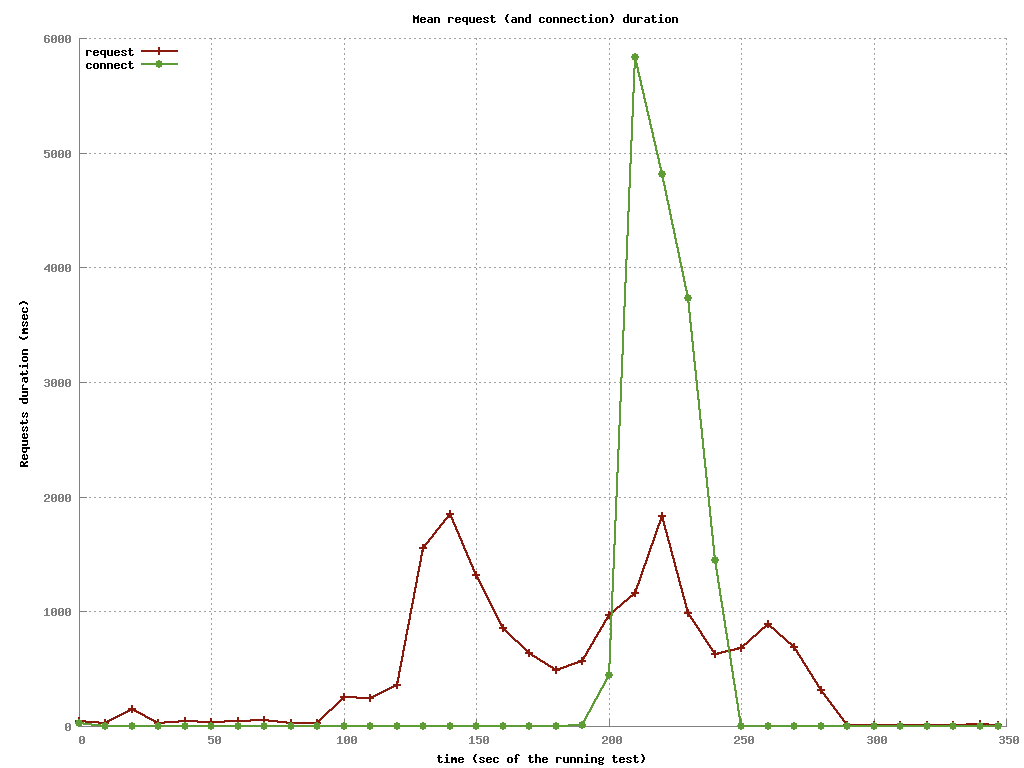 Mean request (and connection) duration
request
connect
6000
5000
4000
3000
2000
1000
0
Requests duration (msec)
0 50 100 150 200 250 300 350
time (sec of the running test)